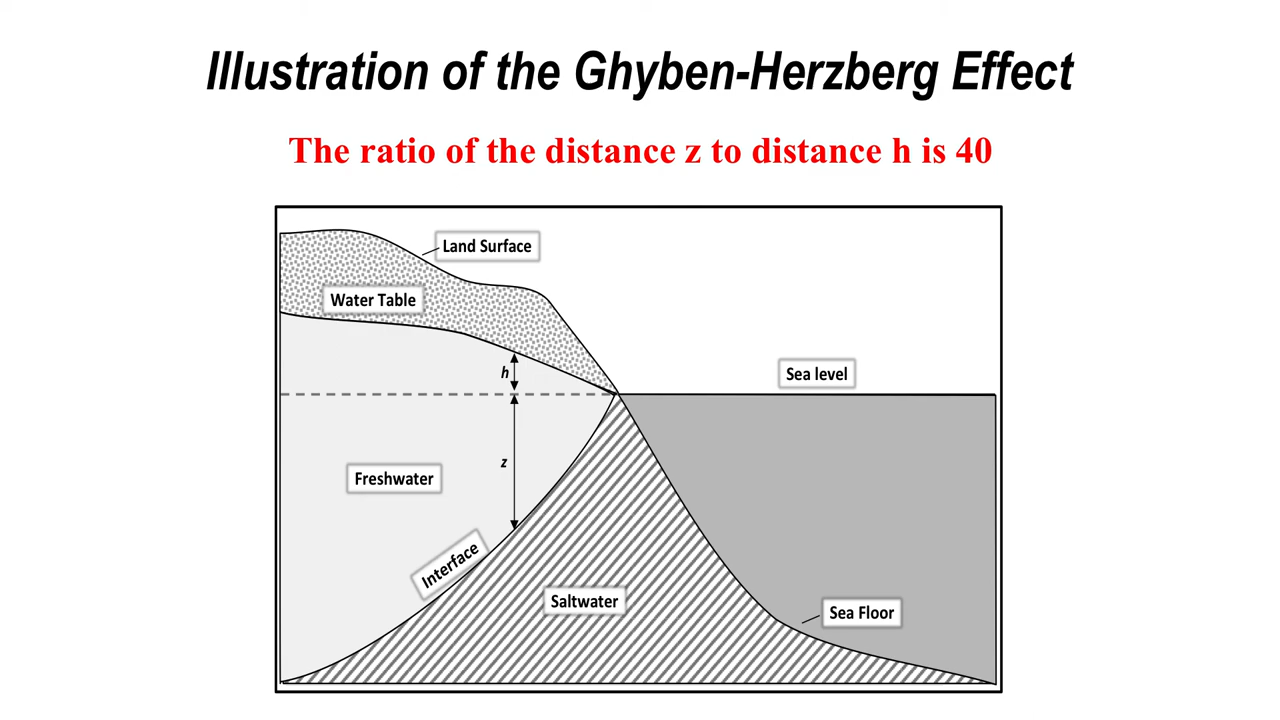 Illustration of the Ghyben-Herzberg Effect
The ratio of the distance z to distance h is 40
Land Surface
Water Table
h
Sea level
z
Freshwater
Interface
Saltwater
Sea Floor